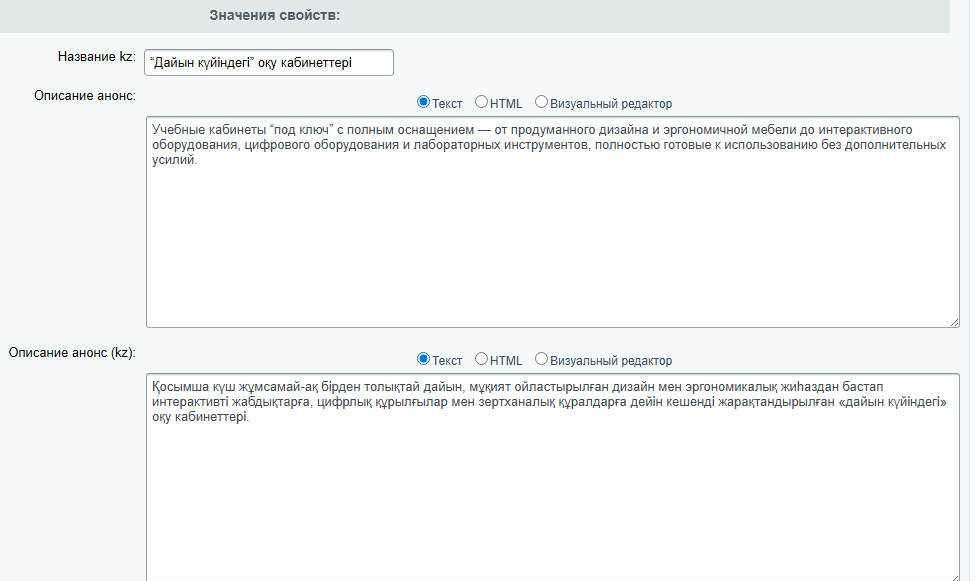 Значения свойств:
Название kz:
“Дайын күйіндегі” оқу кабинеттері
Описание анонс:
Текст HTML Визуальный редактор
Учебные кабинеты “под ключ” с полным оснащением — от продуманного дизайна и эргономичной мебели до интерактивного
оборудования, цифрового оборудования и лабораторных инструментов, полностью готовые к использованию без дополнительных
усилий.
Описание анонс (kz):
Текст HTML Визуальный редактор
Қосымша күш жұмсамай-ақ бірден толықтай дайын, мұқият ойластырылған дизайн мен эргономикалық жиһаздан бастап
интерактивті жабдықтарға, цифрлық құрылғылар мен зертханалық құралдарға дейін кешенді жарақтандырылған «дайын күйіндегі»
оқу кабинеттері.